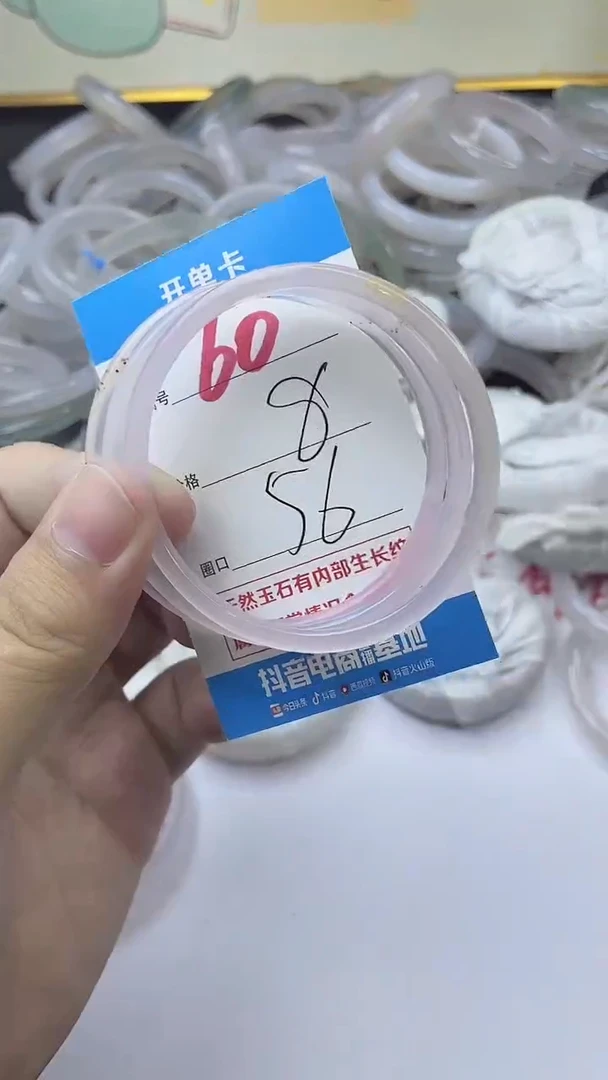 开单卡
号 60
格 8
圈口 56
天然玉石有内部生长纹
抖音电商直播基地
今日头条 抖音 西瓜视频 抖音火山版